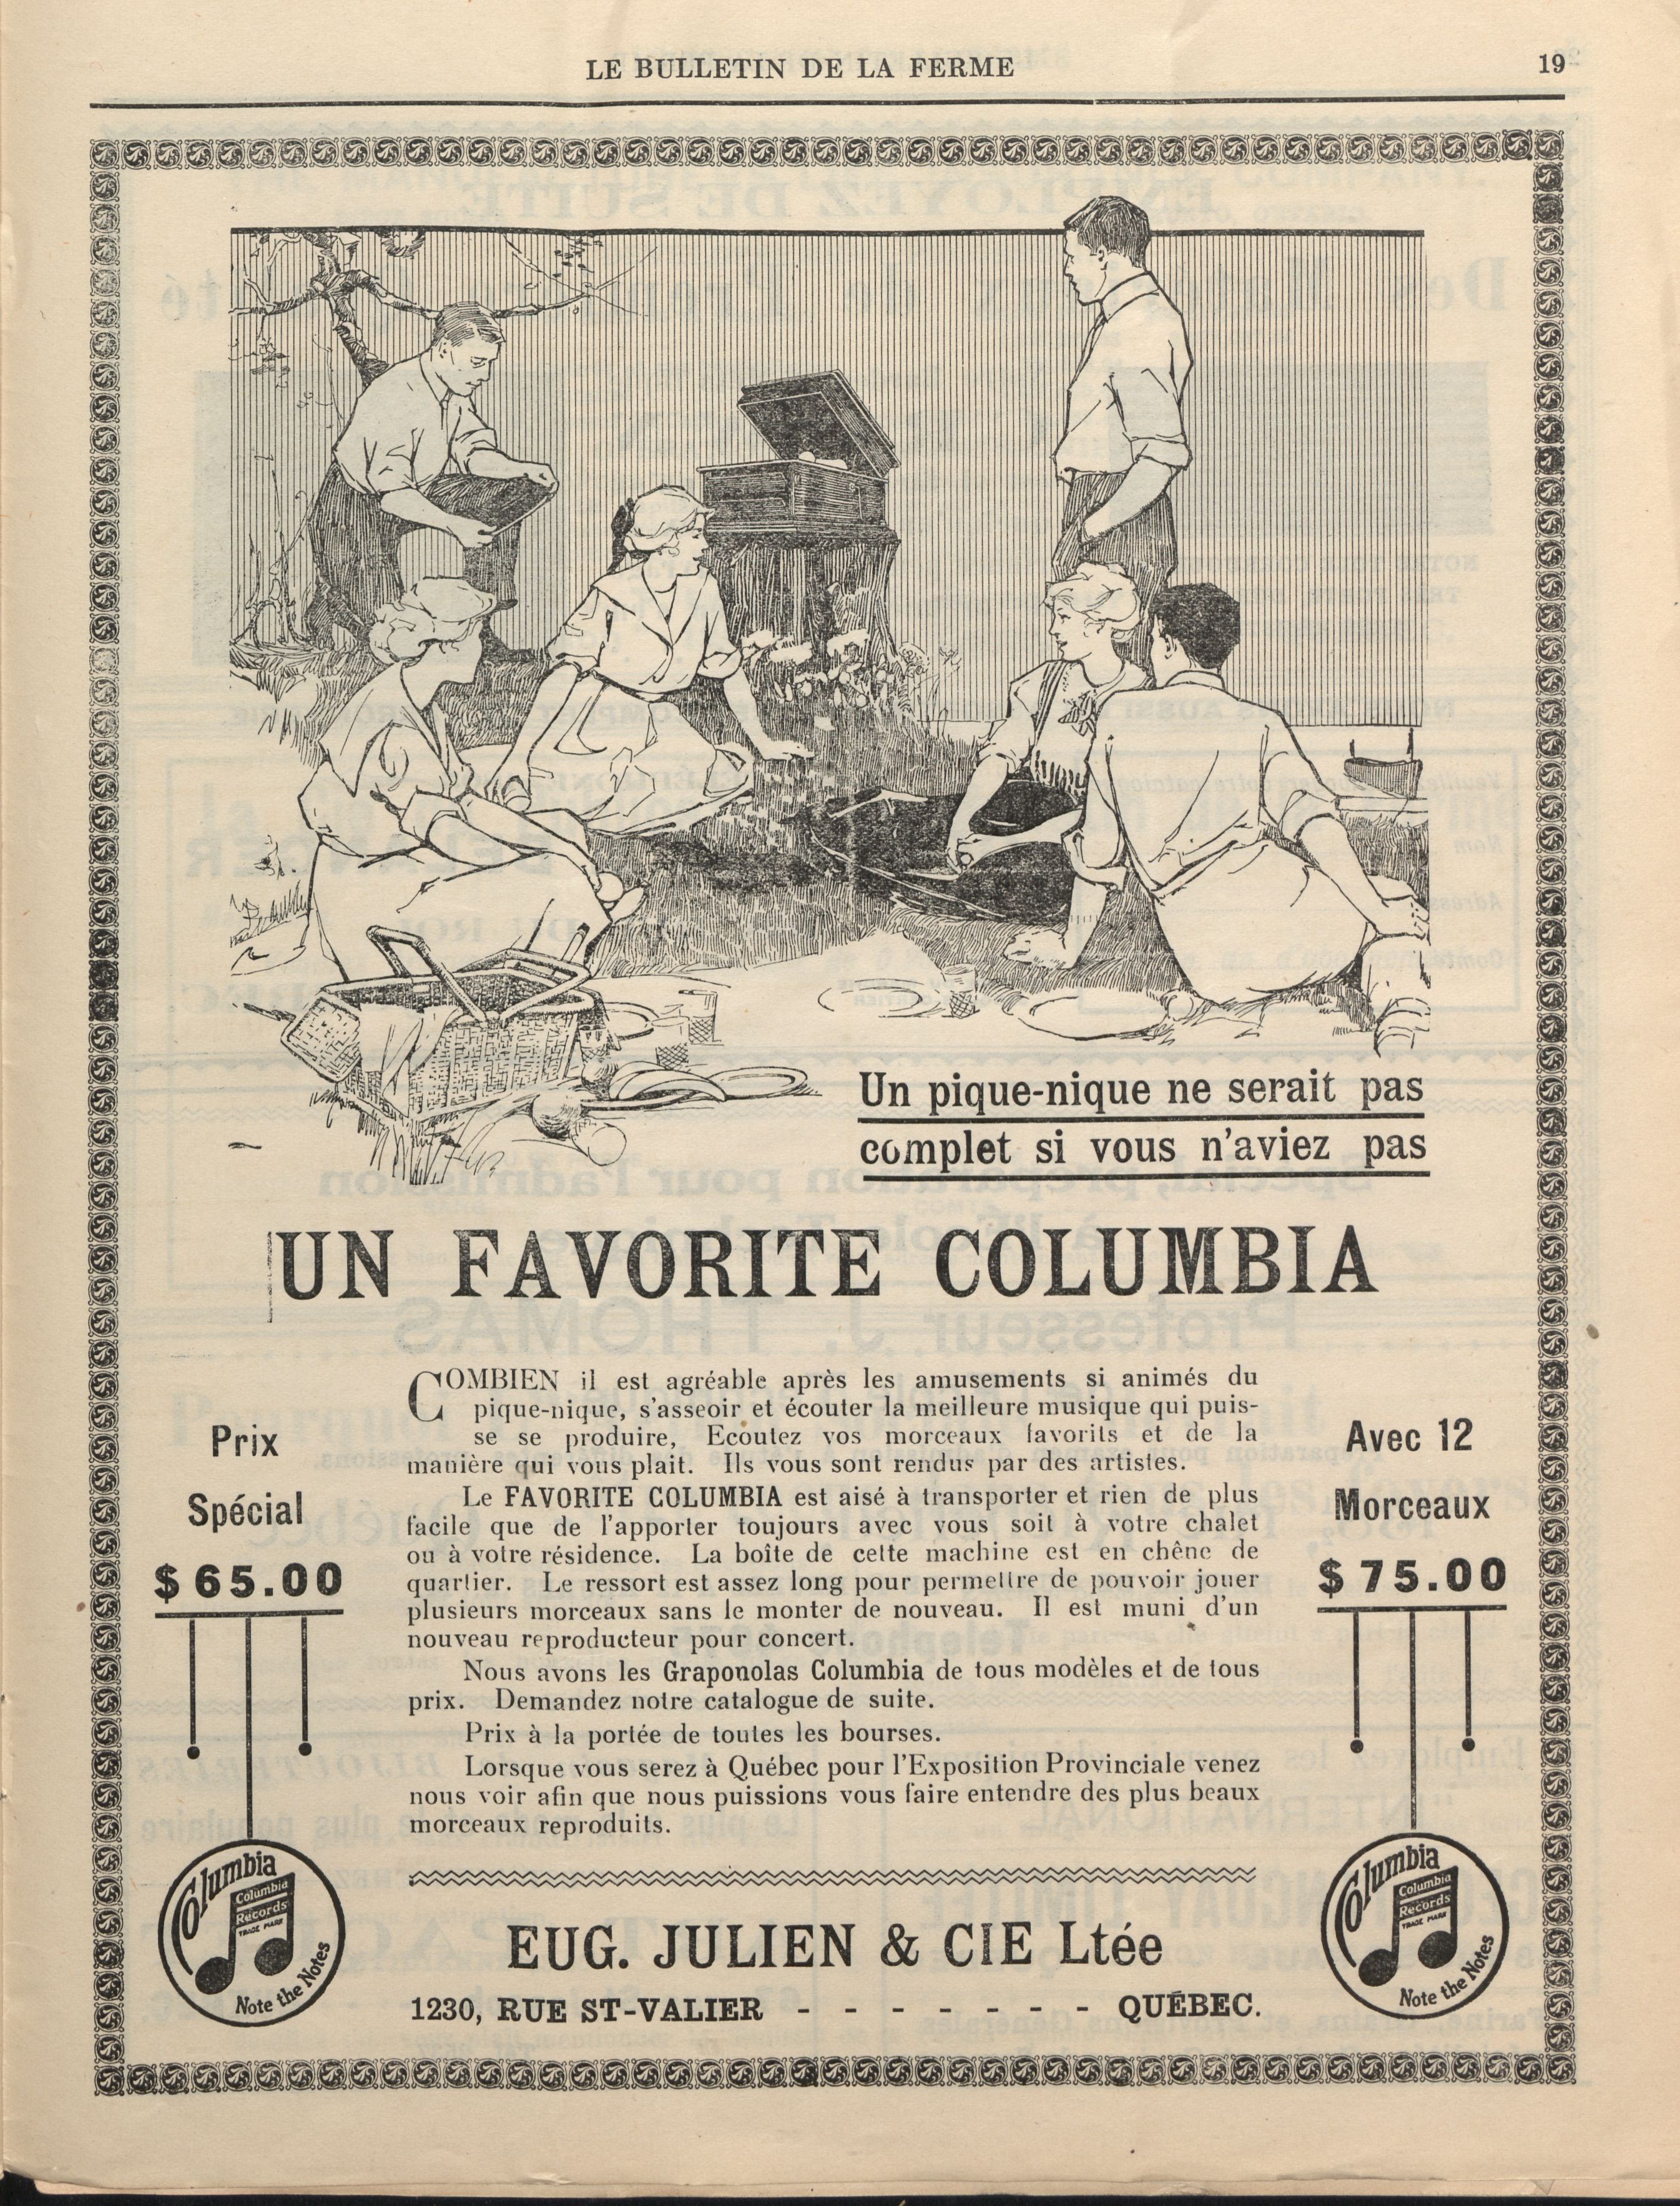 LE BULLETIN DE LA FERME
19
Un pique-nique ne serait pas
complet si vous n'aviez pas
UN FAVORITE COLUMBIA
COMBIEN il est agréable après les amusements si animés du
pique-nique, s'asseoir et écouter la meilleure musique qui puis-
se se produire, Ecoutez vos morceaux favorits et de la
manière qui vous plait. Ils vous sont rendus par des artistes.
Le FAVORITE COLUMBIA est aisé à transporter et rien de plus
facile que de l'apporter toujours avec vous soit à votre chalet
ou à votre résidence. La boîte de cette machine est en chêne de
quartier. Le ressort est assez long pour permettre de pouvoir jouer
plusieurs morceaux sans le monter de nouveau. Il est muni d'un
nouveau reproducteur pour concert.
Nous avons les Graponolas Columbia de tous modèles et de tous
prix. Demandez notre catalogue de suite.
Prix à la portée de toutes les bourses.
Lorsque vous serez à Québec pour l'Exposition Provinciale venez
nous voir afin que nous puissions vous faire entendre des plus beaux
morceaux reproduits.
Prix
Spécial
$65.00
Avec 12
Morceaux
$75.00
Columbia
Columbia
Records
TRADE MARK
Note the Notes
Columbia
Columbia
Records
TRADE MARK
Note the Notes
EUG. JULIEN & CIE Ltée
1230, RUE ST-VALIER - - - - - - - QUÉBEC.